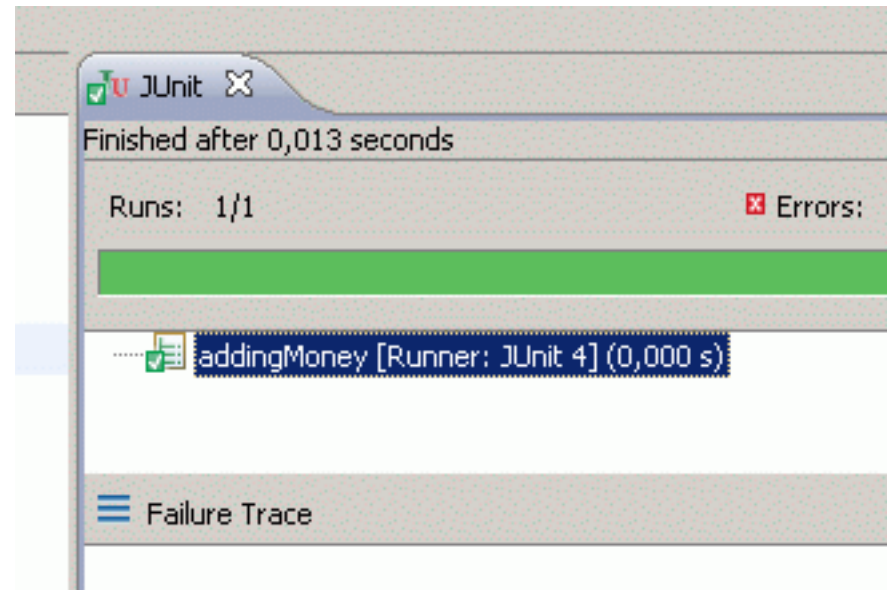 JUnit
Finished after 0,013 seconds
Runs: 1/1 Errors:
addingMoney [Runner: JUnit 4] (0,000 s)
Failure Trace